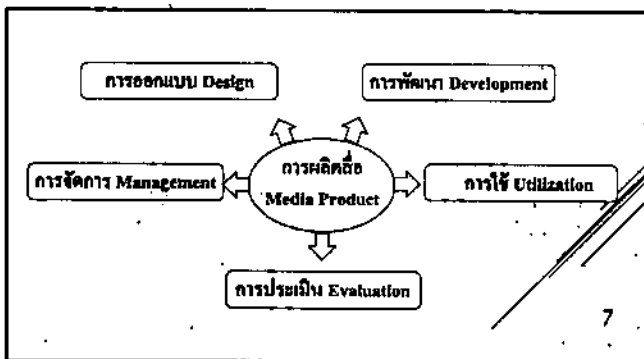 การออกแบบ Design
การพัฒนา Development
การผลิตสื่อ
Media Product
การจัดการ Management
การใช้ Utilization
การประเมิน Evaluation
7